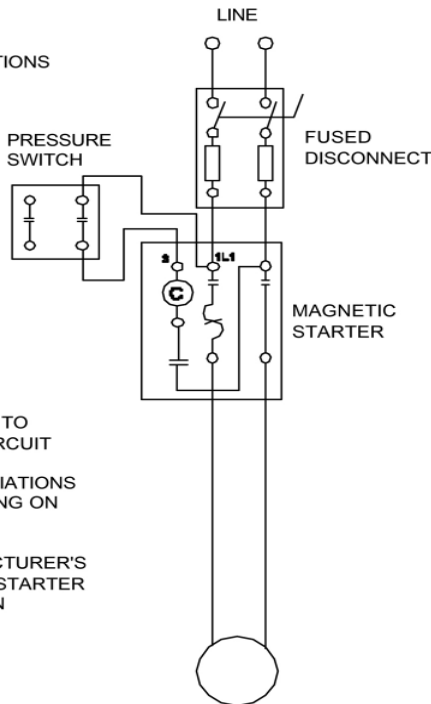 LINE
TIONS
PRESSURE
SWITCH
FUSED
DISCONNECT
3
1L1
C
MAGNETIC
STARTER
TO
RCUIT
IATIONS
NG ON
CTURER'S
STARTER
N